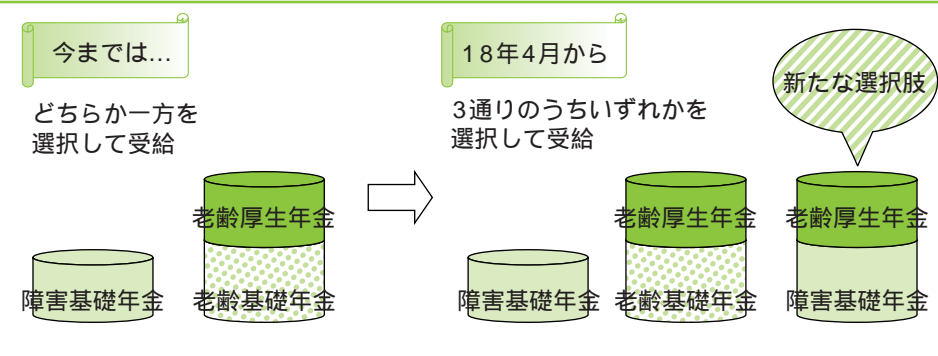 今までは…
どちらか一方を
選択して受給
老齢厚生年金
障害基礎年金
老齢基礎年金
18年4月から
3通りのうちいずれかを
選択して受給
新たな選択肢
老齢厚生年金
老齢厚生年金
障害基礎年金
老齢基礎年金
障害基礎年金